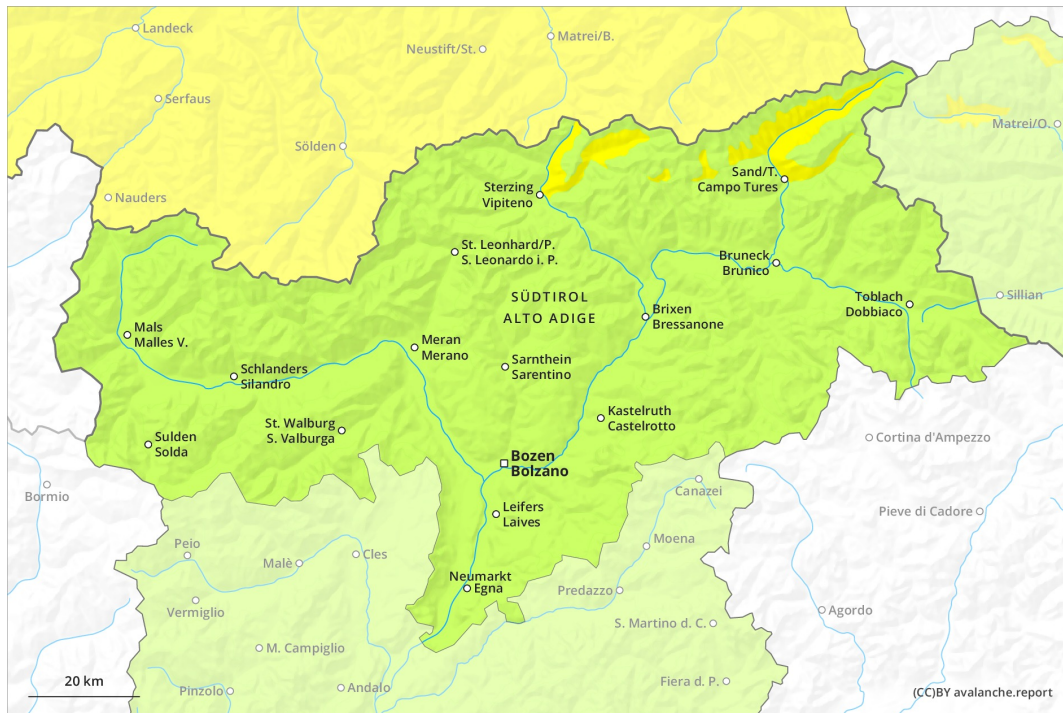 Landeck
Matrei/B.
Neustift/St.
Serfaus
Matrei/O.
Sölden
Sand/T.
Campo Tures
Sterzing
Vipiteno
Nauders
St. Leonhard/P.
S. Leonardo i. P.
Bruneck
Brunico
SÜDTIROL
ALTO ADIGE
Toblach
Dobbiaco
Sillian
Brixen
Bressanone
Mals
Malles V.
Meran
Merano
Sarnthein
Sarentino
Schlanders
Silandro
Kastelruth
Castelrotto
St. Walburg
S. Valburga
Sulden
Solda
Cortina d'Ampezzo
Bozen
Bolzano
Bormio
Canazei
Leifers
Laives
Pieve di Cadore
Peio
Moena
Malè
Cles
Neumarkt
Egna
Predazzo
Vermiglio
Agordo
S. Martino d. C.
M. Campiglio
20 km
Pinzolo
Andalo
Fiera d. P.
(CC)BY avalanche.report